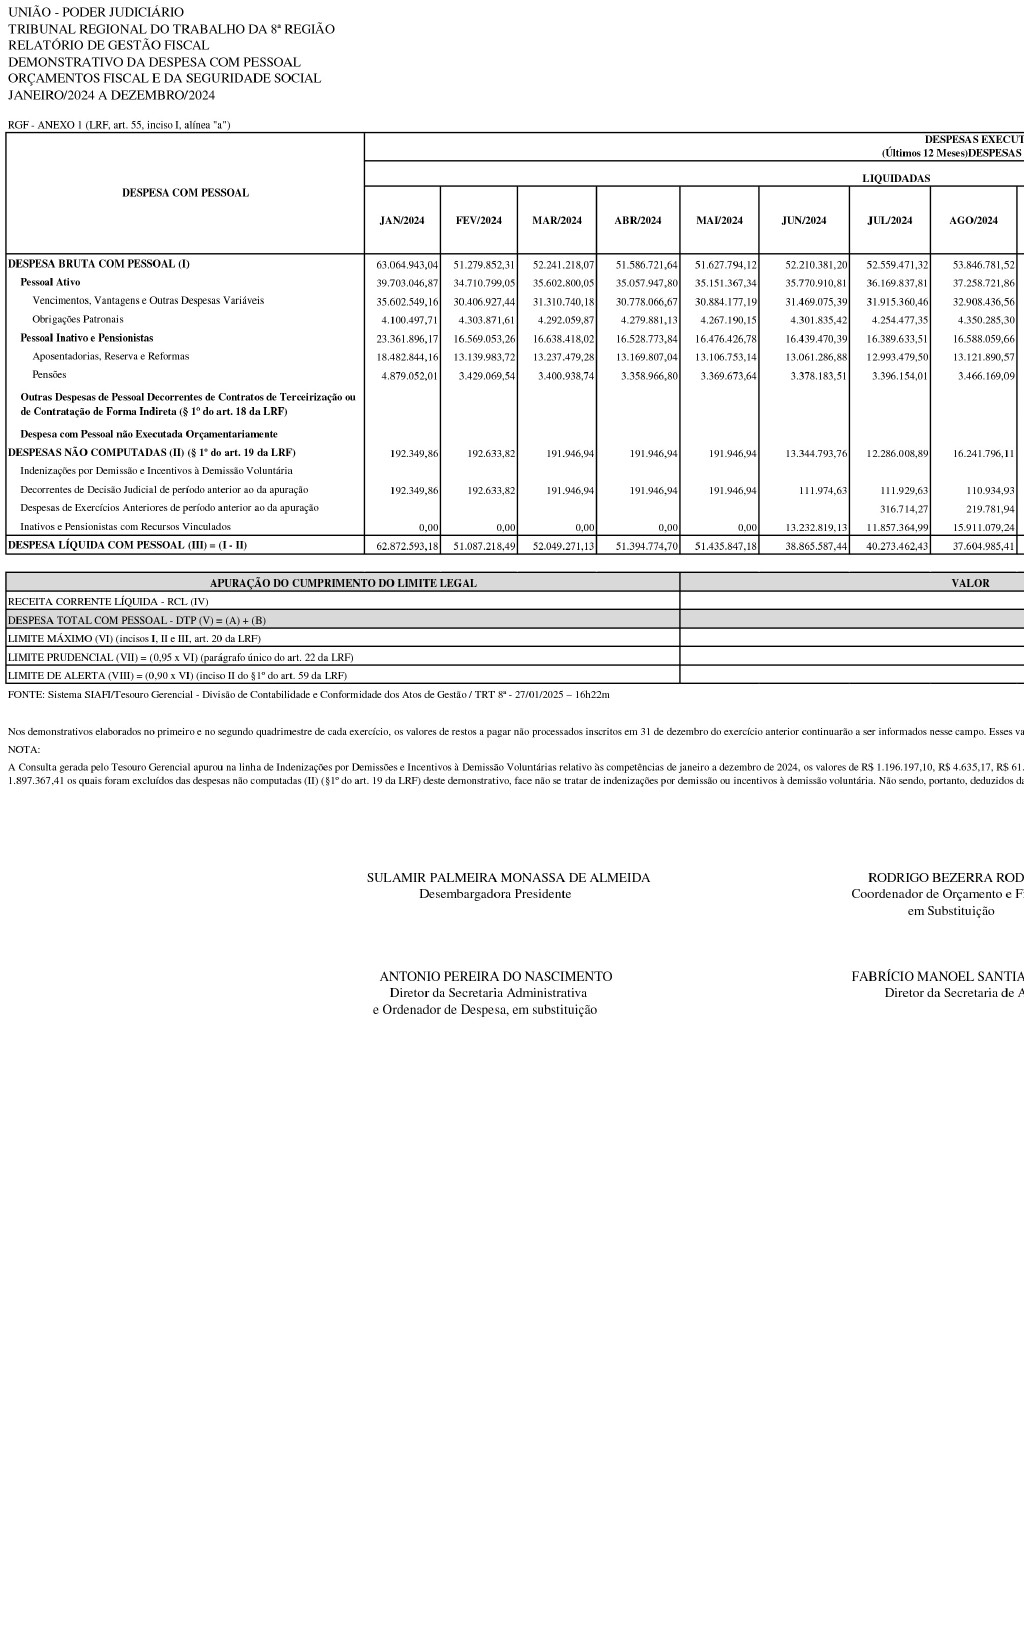 UNIÃO - PODER JUDICIÁRIO
TRIBUNAL REGIONAL DO TRABALHO DA 8ª REGIÃO
RELATÓRIO DE GESTÃO FISCAL
DEMONSTRATIVO DA DESPESA COM PESSOAL
ORÇAMENTOS FISCAL E DA SEGURIDADE SOCIAL
JANEIRO/2024 A DEZEMBRO/2024
RGF - ANEXO 1 (LRF, art. 55, inciso I, alínea "a")
DESPESAS EXECUT
(Últimos 12 Meses)DESPESAS
LIQUIDADAS
DESPESA COM PESSOAL
JAN/2024 FEV/2024 MAR/2024 ABR/2024 MAI/2024 JUN/2024 JUL/2024 AGO/2024
DESPESA BRUTA COM PESSOAL (I) 63.064.943,04 51.279.852,31 52.241.218,07 51.586.721,64 51.627.794,12 52.210.381,20 52.559.471,32 53.846.781,52
Pessoal Ativo 39.703.046,87 34.710.799,05 35.602.800,05 35.057.947,80 35.151.367,34 35.770.910,81 36.169.837,81 37.258.721,86
Vencimentos, Vantagens e Outras Despesas Variáveis 35.602.549,16 30.406.927,44 31.310.740,18 30.778.066,67 30.884.177,19 31.469.075,39 31.915.360,46 32.908.436,56
Obrigações Patronais 4.100.497,71 4.303.871,61 4.292.059,87 4.279.881,13 4.267.190,15 4.301.835,42 4.254.477,35 4.350.285,30
Pessoal Inativo e Pensionistas 23.361.896,17 16.569.053,26 16.638.418,02 16.528.773,84 16.476.426,78 16.439.470,39 16.389.633,51 16.588.059,66
Aposentadorias, Reserva e Reformas 18.482.844,16 13.139.983,72 13.237.479,28 13.169.807,04 13.106.753,14 13.061.286,88 12.993.479,50 13.121.890,57
Pensões 4.879.052,01 3.429.069,54 3.400.938,74 3.358.966,80 3.369.673,64 3.378.183,51 3.396.154,01 3.466.169,09
Outras Despesas de Pessoal Decorrentes de Contratos de Terceirização ou
de Contratação de Forma Indireta (§ 1º do art. 18 da LRF)
Despesa com Pessoal não Executada Orçamentariamente
DESPESAS NÃO COMPUTADAS (II) (§ 1º do art. 19 da LRF) 192.349,86 192.633,82 191.946,94 191.946,94 191.946,94 13.344.793,76 12.286.008,89 16.241.796,11
Indenizações por Demissão e Incentivos à Demissão Voluntária
Decorrentes de Decisão Judicial de período anterior ao da apuração 192.349,86 192.633,82 191.946,94 191.946,94 191.946,94 111.974,63 111.929,63 110.934,93
Despesas de Exercícios Anteriores de período anterior ao da apuração 316.714,27 219.781,94
Inativos e Pensionistas com Recursos Vinculados 0,00 0,00 0,00 0,00 0,00 13.232.819,13 11.857.364,99 15.911.079,24
DESPESA LÍQUIDA COM PESSOAL (III) = (I - II) 62.872.593,18 51.087.218,49 52.049.271,13 51.394.774,70 51.435.847,18 38.865.587,44 40.273.462,43 37.604.985,41
APURAÇÃO DO CUMPRIMENTO DO LIMITE LEGAL VALOR
RECEITA CORRENTE LÍQUIDA - RCL (IV)
DESPESA TOTAL COM PESSOAL - DTP (V) = (A) + (B)
LIMITE MÁXIMO (VI) (incisos I, II e III, art. 20 da LRF)
LIMITE PRUDENCIAL (VII) = (0,95 x VI) (parágrafo único do art. 22 da LRF)
LIMITE DE ALERTA (VIII) = (0,90 x VI) (inciso II do §1º do art. 59 da LRF)
FONTE: Sistema SIAFI/Tesouro Gerencial - Divisão de Contabilidade e Conformidade dos Atos de Gestão / TRT 8ª - 27/01/2025 – 16h22m
Nos demonstrativos elaborados no primeiro e no segundo quadrimestre de cada exercício, os valores de restos a pagar não processados inscritos em 31 de dezembro do exercício anterior continuarão a ser informados nesse campo. Esses va
NOTA:
A Consulta gerada pelo Tesouro Gerencial apurou na linha de Indenizações por Demissões e Incentivos à Demissão Voluntárias relativo às competências de janeiro a dezembro de 2024, os valores de R$ 1.196.197,10, R$ 4.635,17, R$ 61.
1.897.367,41 os quais foram excluídos das despesas não computadas (II) (§1º do art. 19 da LRF) deste demonstrativo, face não se tratar de indenizações por demissão ou incentivos à demissão voluntária. Não sendo, portanto, deduzidos da
SULAMIR PALMEIRA MONASSA DE ALMEIDA
Desembargadora Presidente
RODRIGO BEZERRA ROD
Coordenador de Orçamento e Fi
em Substituição
ANTONIO PEREIRA DO NASCIMENTO
Diretor da Secretaria Administrativa
e Ordenador de Despesa, em substituição
FABRÍCIO MANOEL SANTIA
Diretor da Secretaria de A